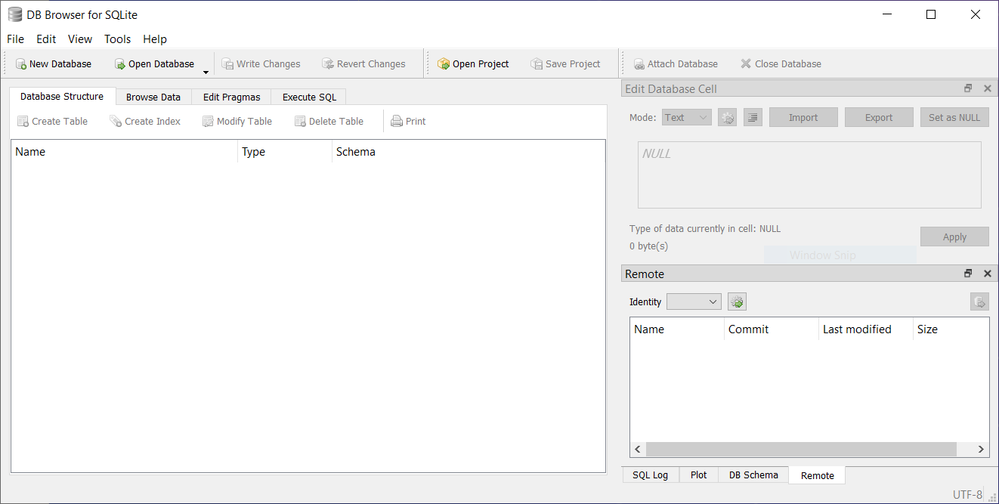 DB Browser for SQLite
File Edit View Tools Help
New Database Open Database Write Changes Revert Changes Open Project Save Project Attach Database Close Database
Database Structure Browse Data Edit Pragmas Execute SQL
Create Table Create Index Modify Table Delete Table Print
Name Type Schema
Edit Database Cell
Mode: Text Import Export Set as NULL
NULL
Type of data currently in cell: NULL
0 byte(s)
Apply
Window Snip
Remote
Identity
Name Commit Last modified Size
SQL Log Plot DB Schema Remote
UTF-8